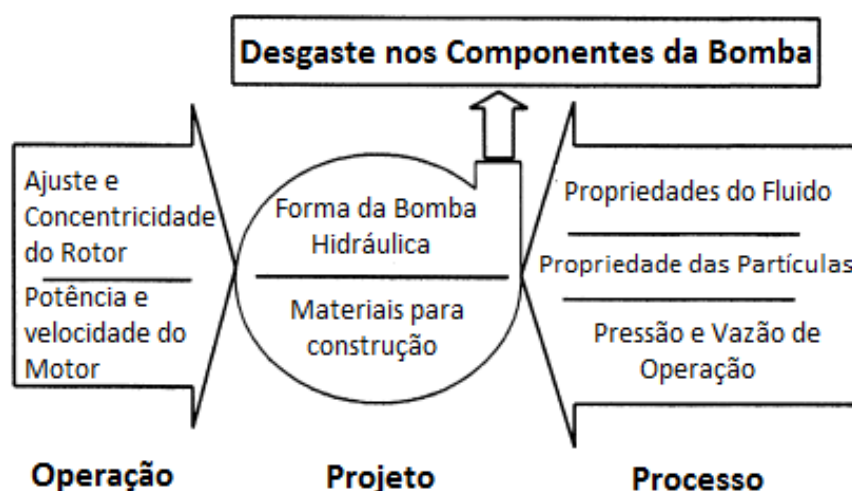 Desgaste nos Componentes da Bomba
Ajuste e
Concentricidade
do Rotor
Potência e
velocidade do
Motor
Forma da Bomba
Hidráulica
Materiais para
construção
Propriedades do Fluido
Propriedade das Partículas
Pressão e Vazão de
Operação
Operação
Projeto
Processo